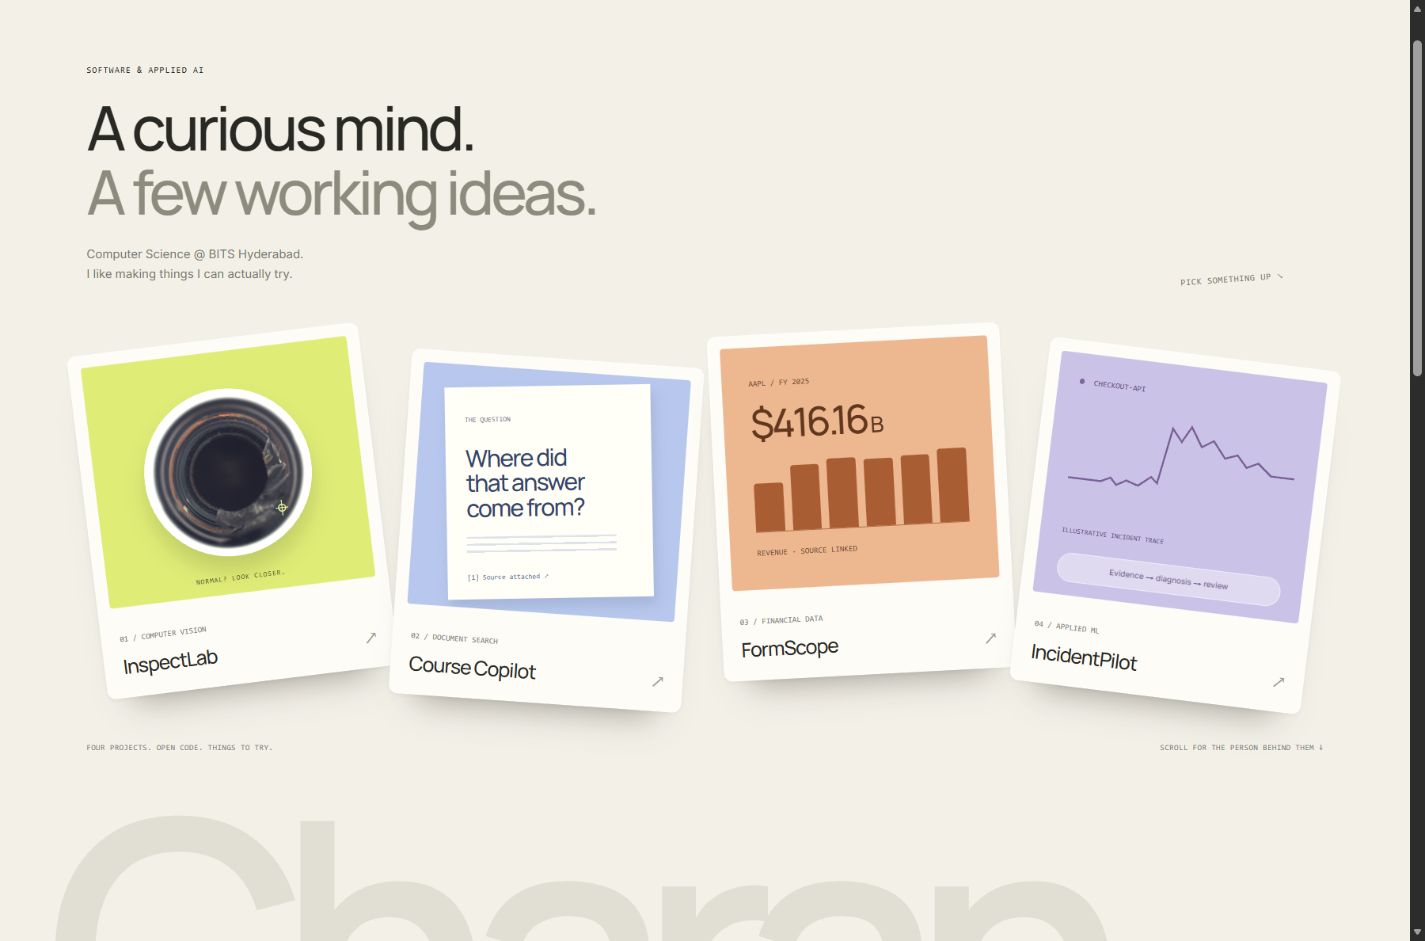 SOFTWARE & APPLIED AI
A curious mind.
A few working ideas.
Computer Science @ BITS Hyderabad.
I like making things I can actually try.
PICK SOMETHING UP ↘
NORMAL? LOOK CLOSER.
01 / COMPUTER VISION
InspectLab
↗
THE QUESTION
Where did
that answer
come from?
[1] Source attached ↗
02 / DOCUMENT SEARCH
Course Copilot
↗
AAPL / FY 2025
$416.16B
REVENUE · SOURCE LINKED
03 / FINANCIAL DATA
FormScope
↗
CHECKOUT-API
ILLUSTRATIVE INCIDENT TRACE
Evidence → diagnosis → review
04 / APPLIED ML
IncidentPilot
↗
FOUR PROJECTS. OPEN CODE. THINGS TO TRY.
SCROLL FOR THE PERSON BEHIND THEM ↓
Charan